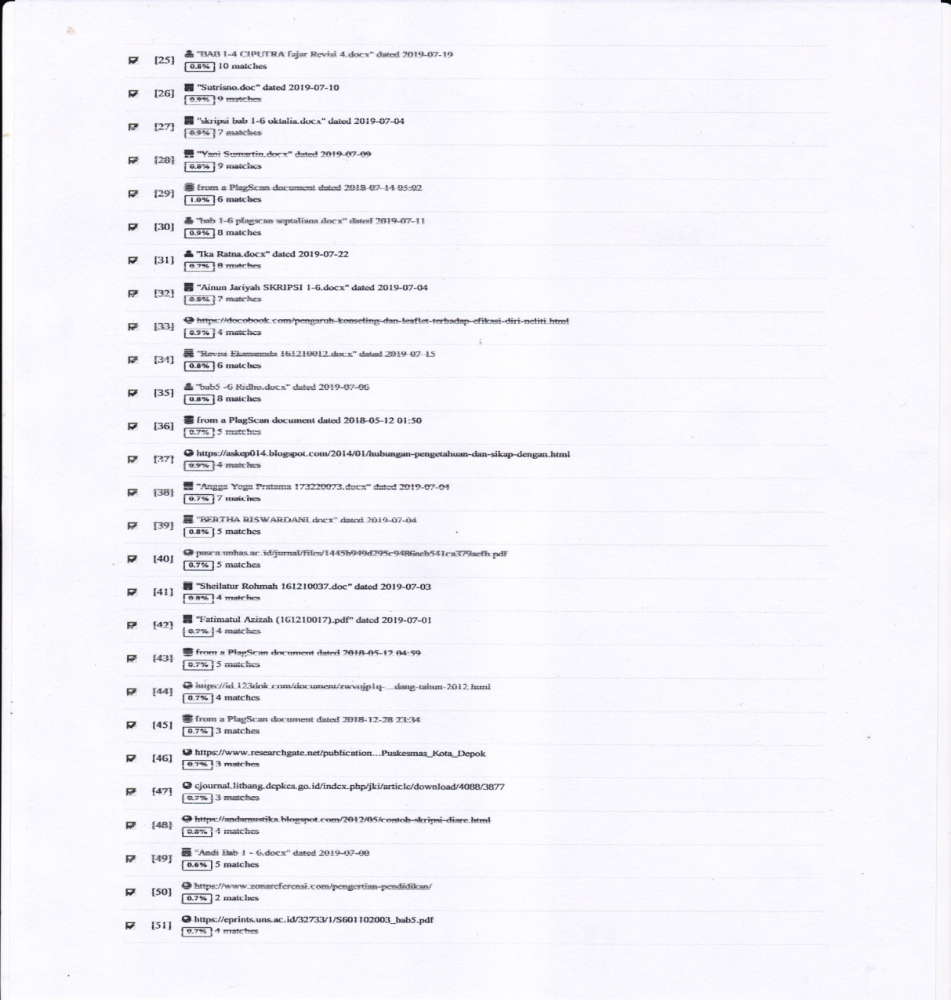 [25] "BAB 1-4 CIPUTRA fajar Revisi 4.docx" dated 2019-07-19
0.8% 10 matches
[26] "Sutrisno.doc" dated 2019-07-10
0.9% 9 matches
[27] "skripsi bab 1-6 oktalia.docx" dated 2019-07-04
0.9% 7 matches
[28] "Yani Sumartin.docx" dated 2019-07-09
0.8% 9 matches
[29] from a PlagScan document dated 2018-07-14 05:02
1.0% 6 matches
[30] "bab 1-6 plagscan septaliana.docx" dated 2019-07-11
0.9% 8 matches
[31] "Ika Ratna.docx" dated 2019-07-22
0.7% 8 matches
[32] "Ainun Jariyah SKRIPSI 1-6.docx" dated 2019-07-04
0.8% 7 matches
[33] https://docobook.com/pengaruh-konseling-dan-leaflet-terhadap-efikasi-diri-neliti.html
0.9% 4 matches
[34] "Revisi 161210012.docx" dated 2019-07-15
0.8% 6 matches
[35] "bab5 -6 Ridho.docx" dated 2019-07-06
0.8% 8 matches
[36] from a PlagScan document dated 2018-05-12 01:50
0.7% 5 matches
[37] https://askep014.blogspot.com/2014/01/hubungan-pengetahuan-dan-sikap-dengan.html
0.9% 4 matches
[38] "Angga Yoga Pratama 173220073.docx" dated 2019-07-04
0.7% 7 matches
[39] "BERTHA RISWARDANI.docx" dated 2019-07-04
0.8% 5 matches
[40] pasca.unhas.ac.id/jurnal/files/1445b949d295c9486aeb541ca379aefh.pdf
0.7% 5 matches
[41] "Sheilatur Rohmah 161210037.doc" dated 2019-07-03
0.8% 4 matches
[42] "Fatimatul Azizah (161210017).pdf" dated 2019-07-01
0.7% 4 matches
[43] from a PlagScan document dated 2018-05-12 04:59
0.7% 5 matches
[44] https://id.123dok.com/document/zwvojp1q-...dang-tahun-2012.html
0.7% 4 matches
[45] from a PlagScan document dated 2018-12-28 23:34
0.7% 3 matches
[46] https://www.researchgate.net/publication...Puskesmas_Kota_Depok
0.7% 3 matches
[47] ejournal.litbang.depkes.go.id/index.php/jki/article/download/4088/3877
0.7% 3 matches
[48] https://andamustika.blogspot.com/2012/05/contoh-skripsi-diare.html
0.8% 4 matches
[49] "Andi Bab 1 - 6.docx" dated 2019-07-08
0.6% 5 matches
[50] https://www.zonareferensi.com/pengertian-pendidikan/
0.7% 2 matches
[51] https://eprints.uns.ac.id/32733/1/S601102003_bab5.pdf
0.7% 4 matches